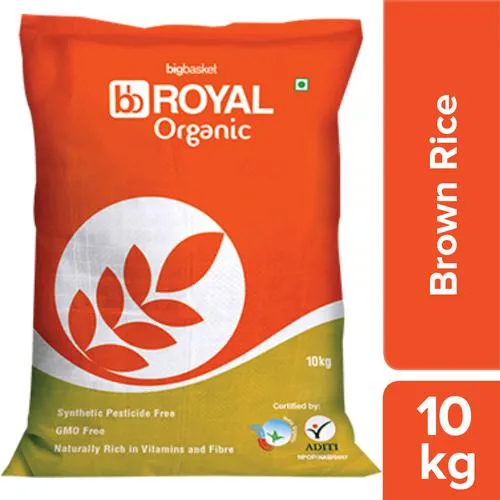 bigbasket
bb ROYAL
Organic
10kg
Synthetic Pesticide Free
GMO Free
Naturally Rich in Vitamins and Fibre
Certified by:
ADITI
Brown Rice
10
kg